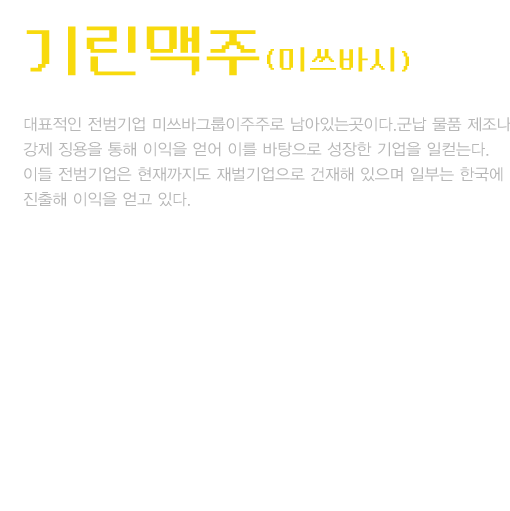 기린맥주(미쓰바시)
대표적인 전범기업 미쓰바그룹이주주로 남아있는곳이다.군납 물품 제조나
강제 징용을 통해 이익을 얻어 이를 바탕으로 성장한 기업을 일컫는다.
이들 전범기업은 현재까지도 재벌기업으로 건재해 있으며 일부는 한국에
진출해 이익을 얻고 있다.